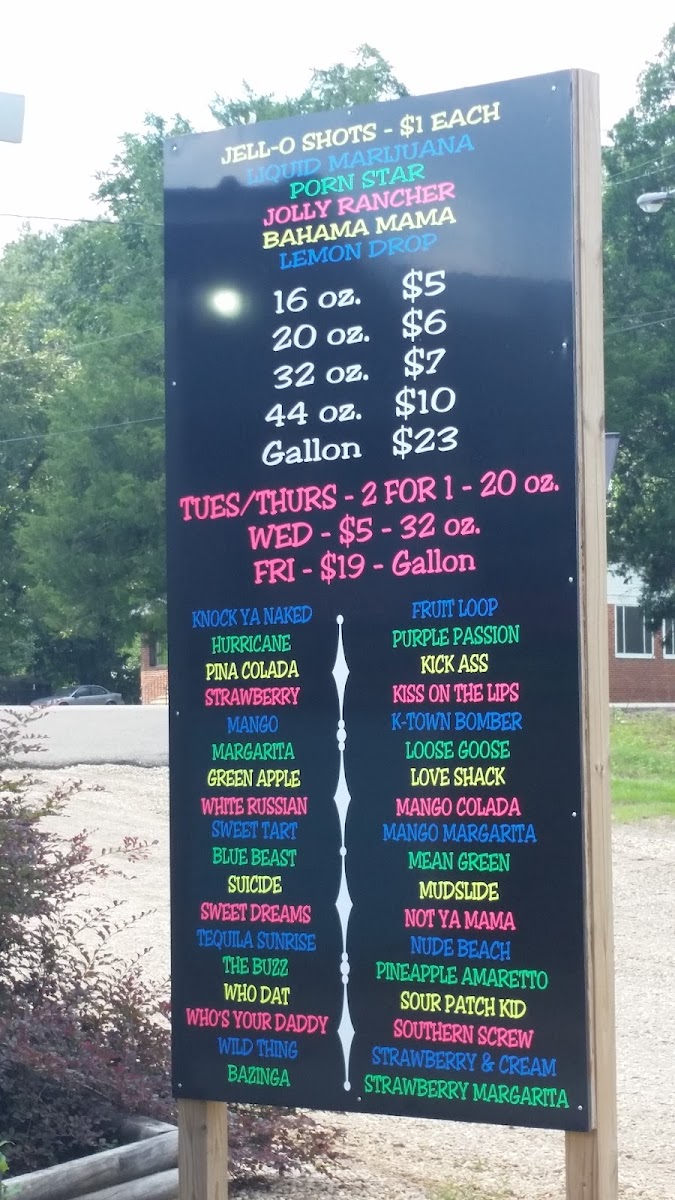 JELL-O SHOTS - $1 EACH
LIQUID MARIJUANA
PORN STAR
JOLLY RANCHER
BAHAMA MAMA
LEMON DROP
16 oz. $5
20 oz. $6
32 oz. $7
44 oz. $10
Gallon $23
TUES/THURS - 2 FOR 1 - 20 oz.
WED - $5 - 32 oz.
FRI - $19 - Gallon
KNOCK YA NAKED
HURRICANE
PINA COLADA
STRAWBERRY
MANGO
MARGARITA
GREEN APPLE
WHITE RUSSIAN
SWEET TART
BLUE BEAST
SUICIDE
SWEET DREAMS
TEQUILA SUNRISE
THE BUZZ
WHO DAT
WHO'S YOUR DADDY
WILD THING
BAZINGA
FRUIT LOOP
PURPLE PASSION
KICK ASS
KISS ON THE LIPS
K-TOWN BOMBER
LOOSE GOOSE
LOVE SHACK
MANGO COLADA
MANGO MARGARITA
MEAN GREEN
MUDSLIDE
NOT YA MAMA
NUDE BEACH
PINEAPPLE AMARETTO
SOUR PATCH KID
SOUTHERN SCREW
STRAWBERRY & CREAM
STRAWBERRY MARGARITA